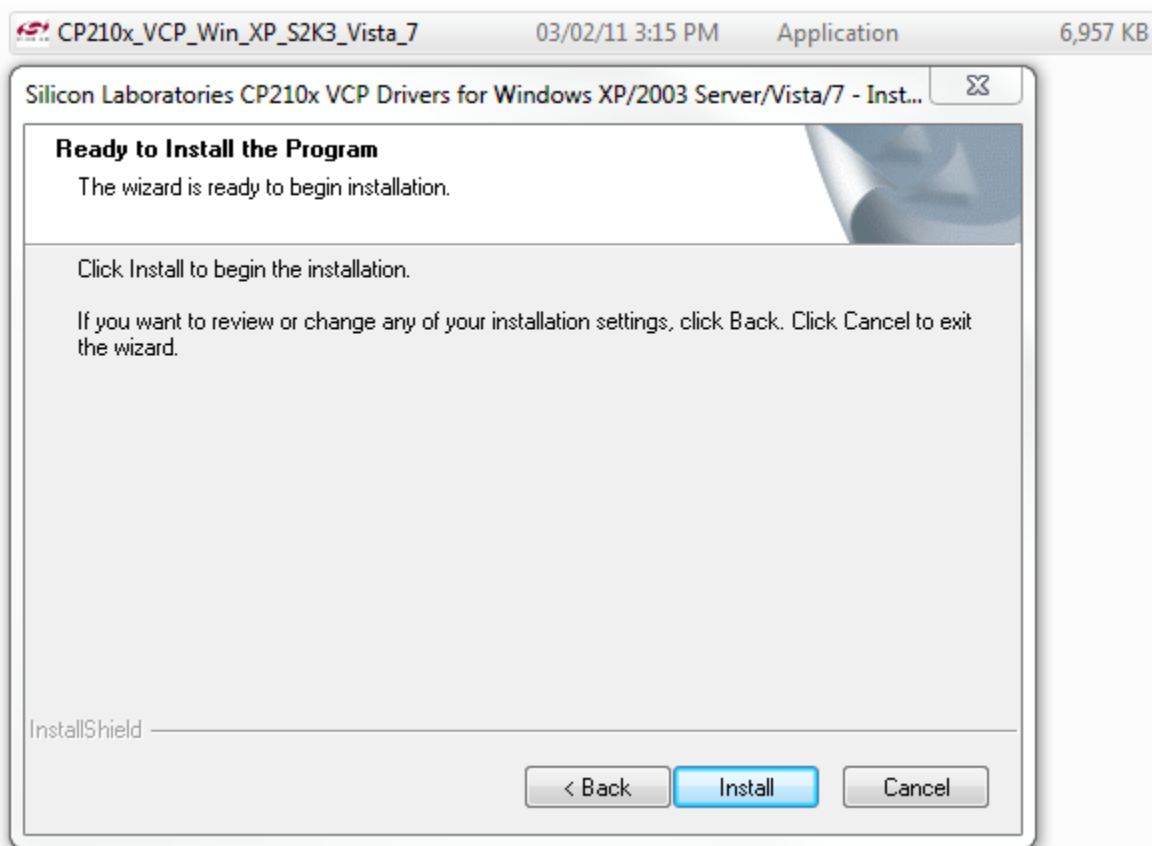 CP210x_VCP_Win_XP_S2K3_Vista_7 03/02/11 3:15 PM Application 6,957 KB
Silicon Laboratories CP210x VCP Drivers for Windows XP/2003 Server/Vista/7 - Inst...
Ready to Install the Program
The wizard is ready to begin installation.
Click Install to begin the installation.
If you want to review or change any of your installation settings, click Back. Click Cancel to exit
the wizard.
InstallShield
< Back Install Cancel